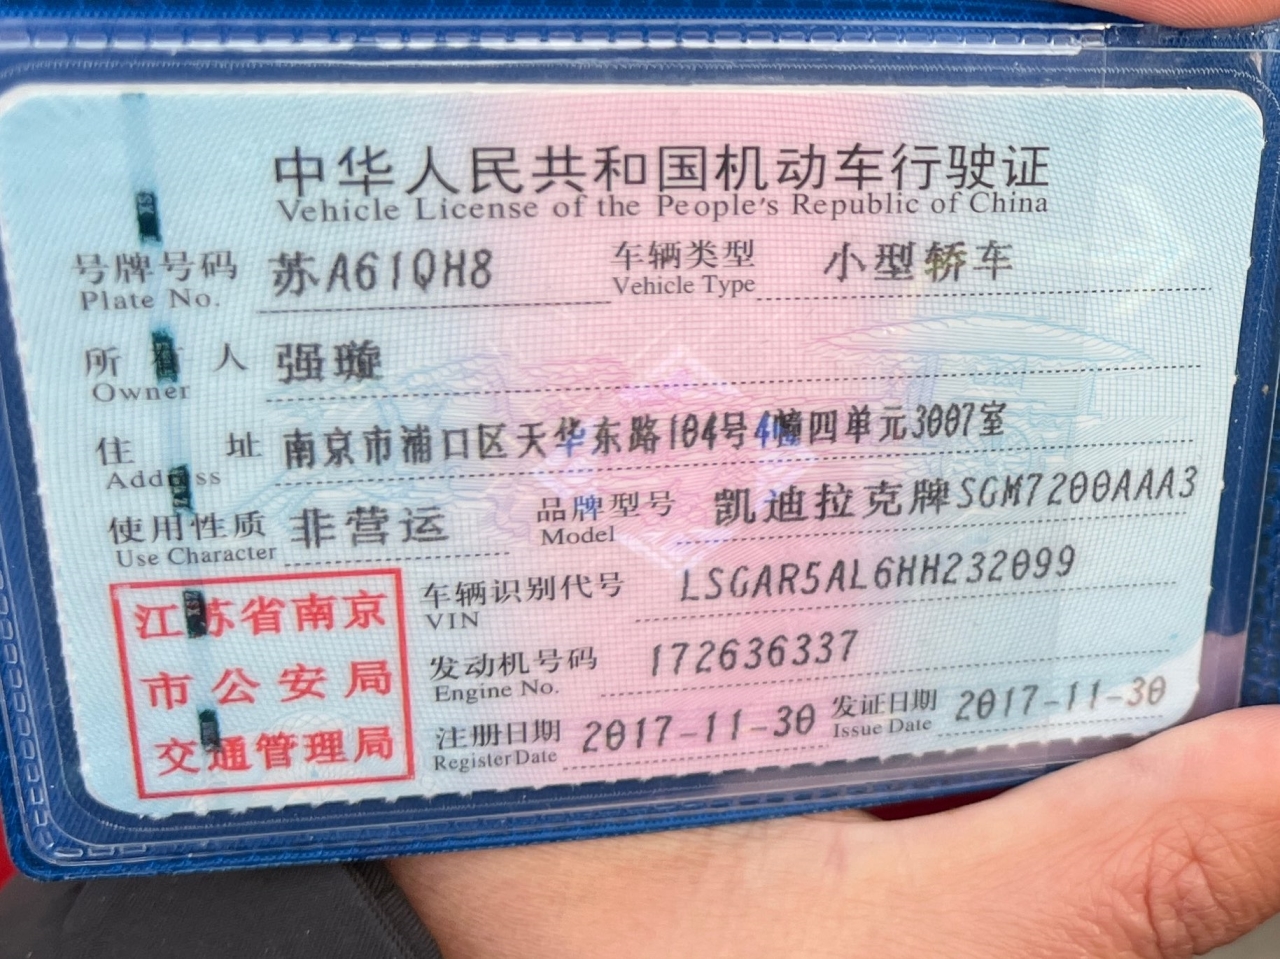 中华人民共和国机动车行驶证
Vehicle License of the People's Republic of China
号牌号码 苏A61QH8 车辆类型 小型轿车
Plate No. Vehicle Type
所有人 强璇
Owner
住址 南京市浦口区天华东路104号4幢四单元3007室
Address
使用性质 非营运 品牌型号 凯迪拉克牌SGM7200AAA3
Use Character Model
车辆识别代号 LSGAR5AL6HH232099
VIN
发动机号码 172636337
Engine No.
注册日期 2017-11-30 发证日期 2017-11-30
Register Date Issue Date
江苏省南京
市公安局
交通管理局